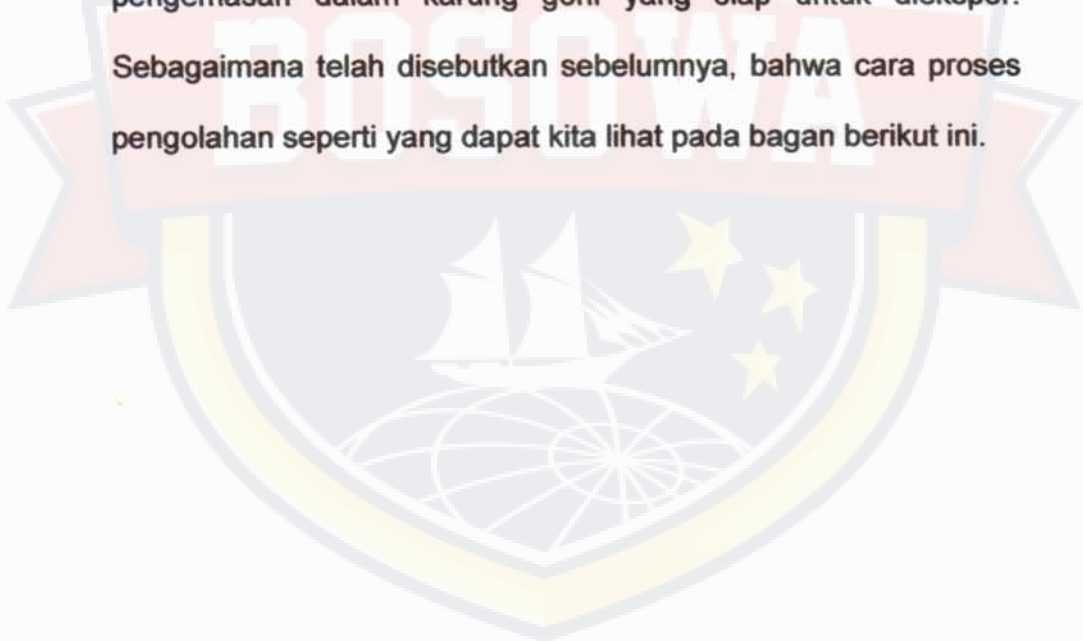 pengemasan dalam karung goni yang siap untuk diekspor.
Sebagaimana telah disebutkan sebelumnya, bahwa cara proses
pengolahan seperti yang dapat kita lihat pada bagan berikut ini.
BOSOWA